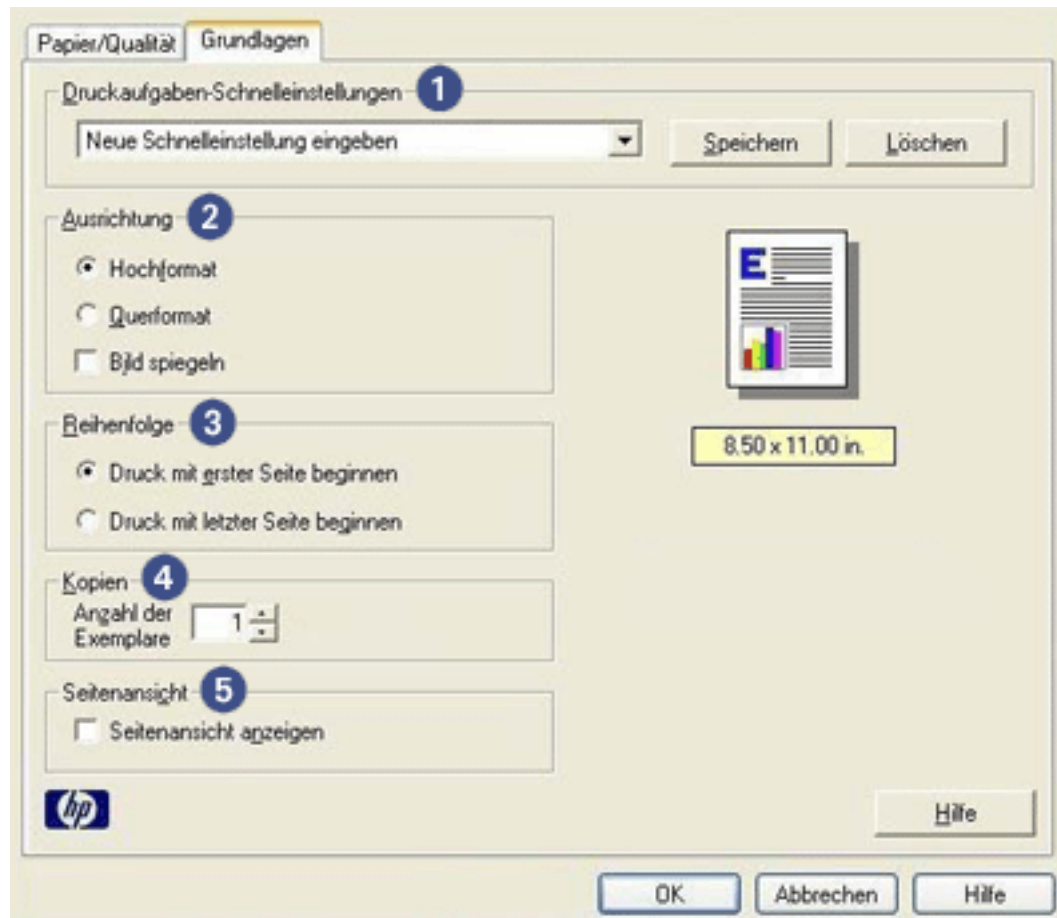 Papier/Qualität
Grundlagen
Druckaufgaben-Schnelleinstellungen 1
Neue Schnelleinstellung eingeben
Speichern
Löschen
Ausrichtung 2
Hochformat
Querformat
Bild spiegeln
E
8.50 x 11.00 in.
Reihenfolge 3
Druck mit erster Seite beginnen
Druck mit letzter Seite beginnen
Kopien 4
Anzahl der
Exemplare
1
Seitenansicht 5
Seitenansicht anzeigen
hp
Hilfe
OK
Abbrechen
Hilfe